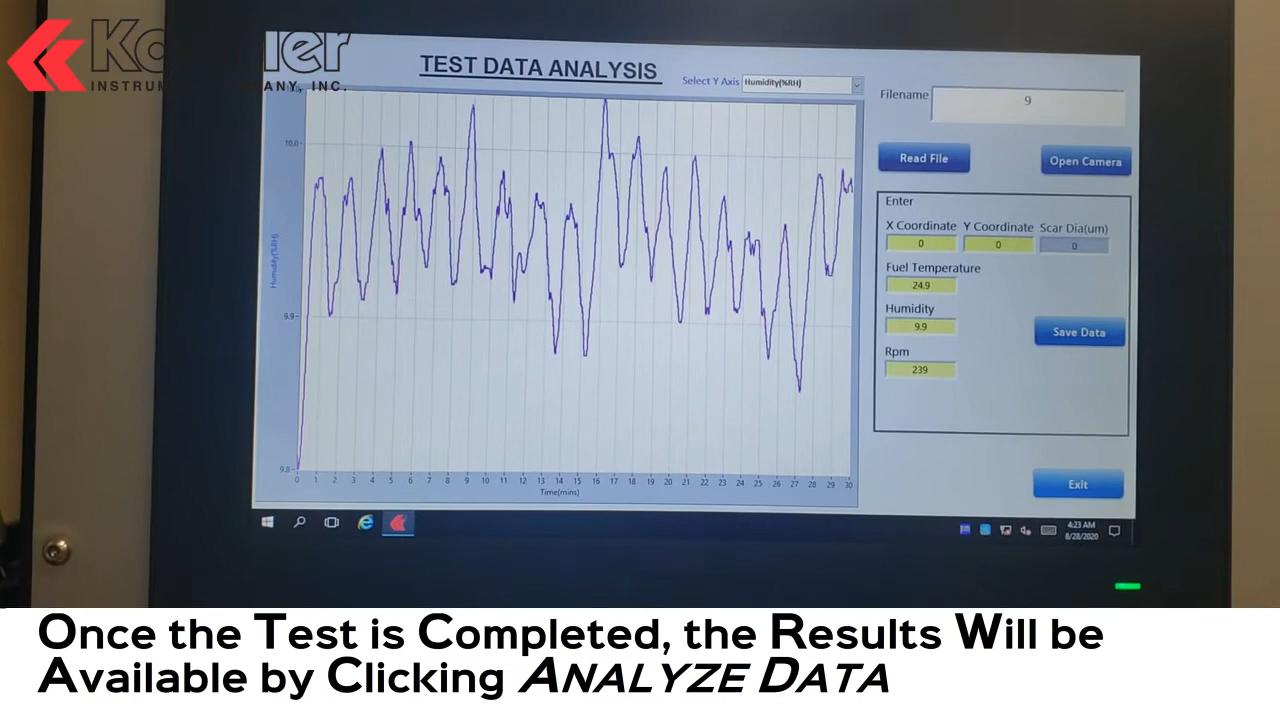 Ko ler
INSTRUM ANY, INC.
TEST DATA ANALYSIS
Select Y Axis Humidity(%RH)
Filename 9
Read File Open Camera
Enter
X Coordinate Y Coordinate Scar Dia(um)
0 0 0
Fuel Temperature
24.9
Humidity
9.9
Save Data
Rpm
239
Exit
10.0
9.9
9.8
Humidity(%RH)
0 1 2 3 4 5 6 7 8 9 10 11 12 13 14 15 16 17 18 19 20 21 22 23 24 25 26 27 28 29 30
Time(mins)
4:23 AM
8/28/2020
Once the Test is Completed, the Results Will be
Available by Clicking Analyze Data